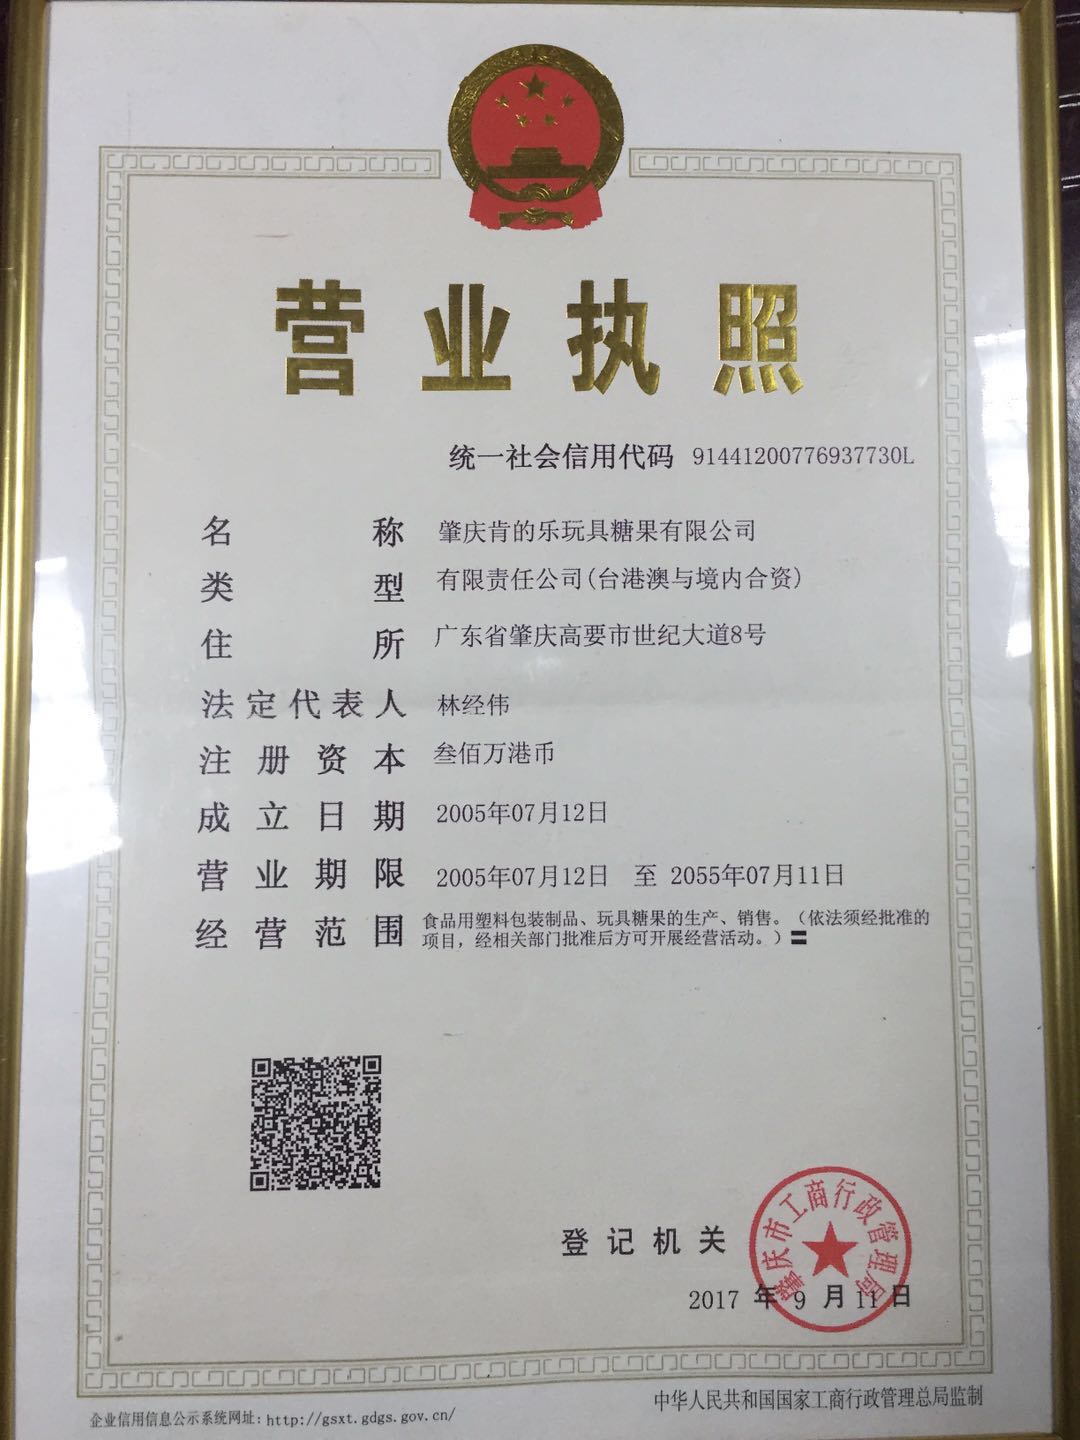 营业执照
统一社会信用代码 91441200776937730L
名称 肇庆肯的乐玩具糖果有限公司
类型 有限责任公司(台港澳与境内合资)
住所 广东省肇庆高要市世纪大道8号
法定代表人 林经伟
注册资本 叁佰万港币
成立日期 2005年07月12日
营业期限 2005年07月12日 至 2055年07月11日
经营范围 食品用塑料包装制品、玩具糖果的生产、销售。（依法须经批准的
项目，经相关部门批准后方可开展经营活动。）〓
登记机关
肇庆市工商行政管理局
2017 年 9 月 11 日
企业信用信息公示系统网址: http://gsxt.gdgs.gov.cn/
中华人民共和国国家工商行政管理总局监制